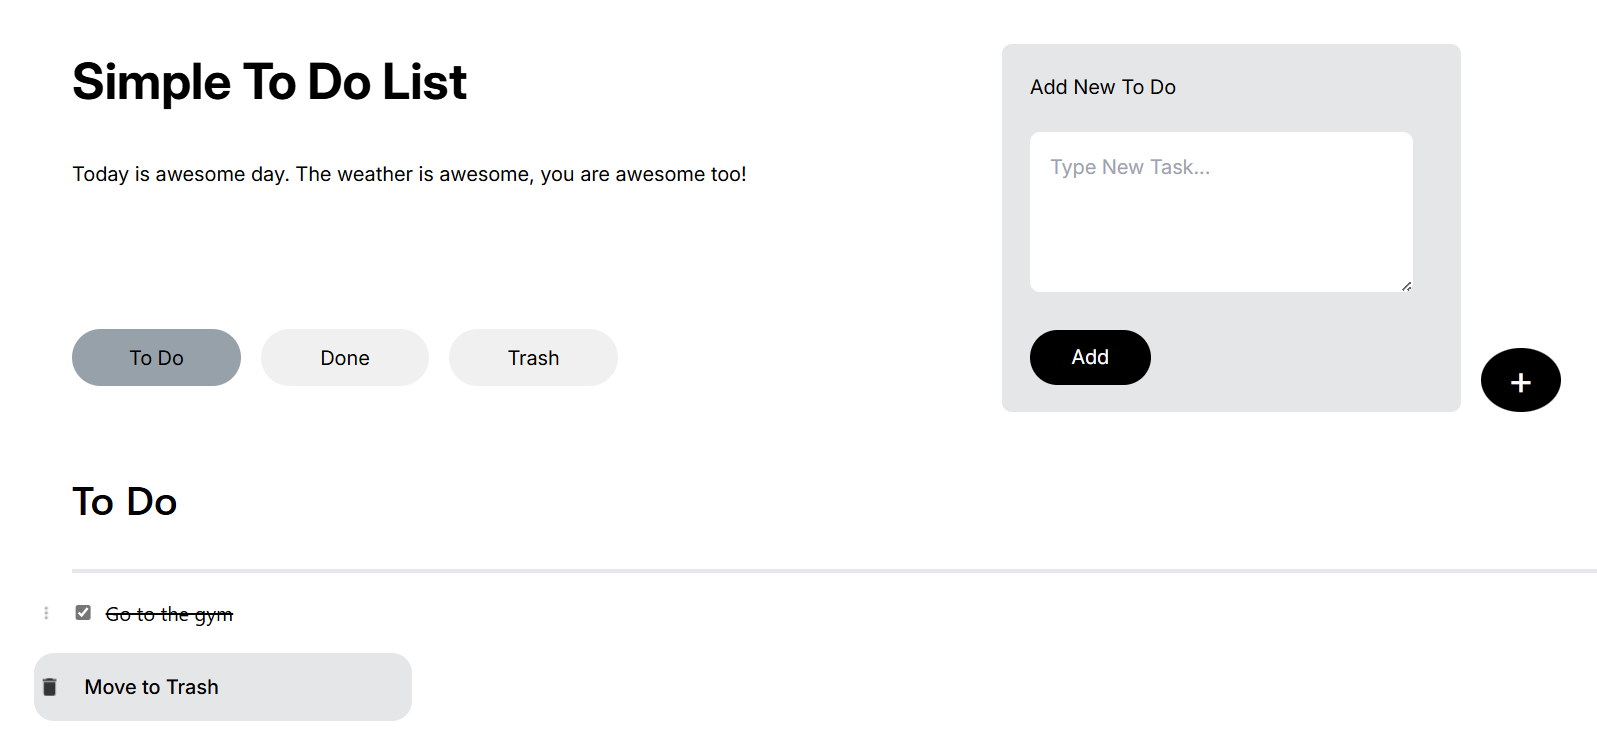 Simple To Do List
Today is awesome day. The weather is awesome, you are awesome too!
To Do
Done
Trash
Add New To Do
Type New Task...
Add
+
To Do
Go to the gym
Move to Trash